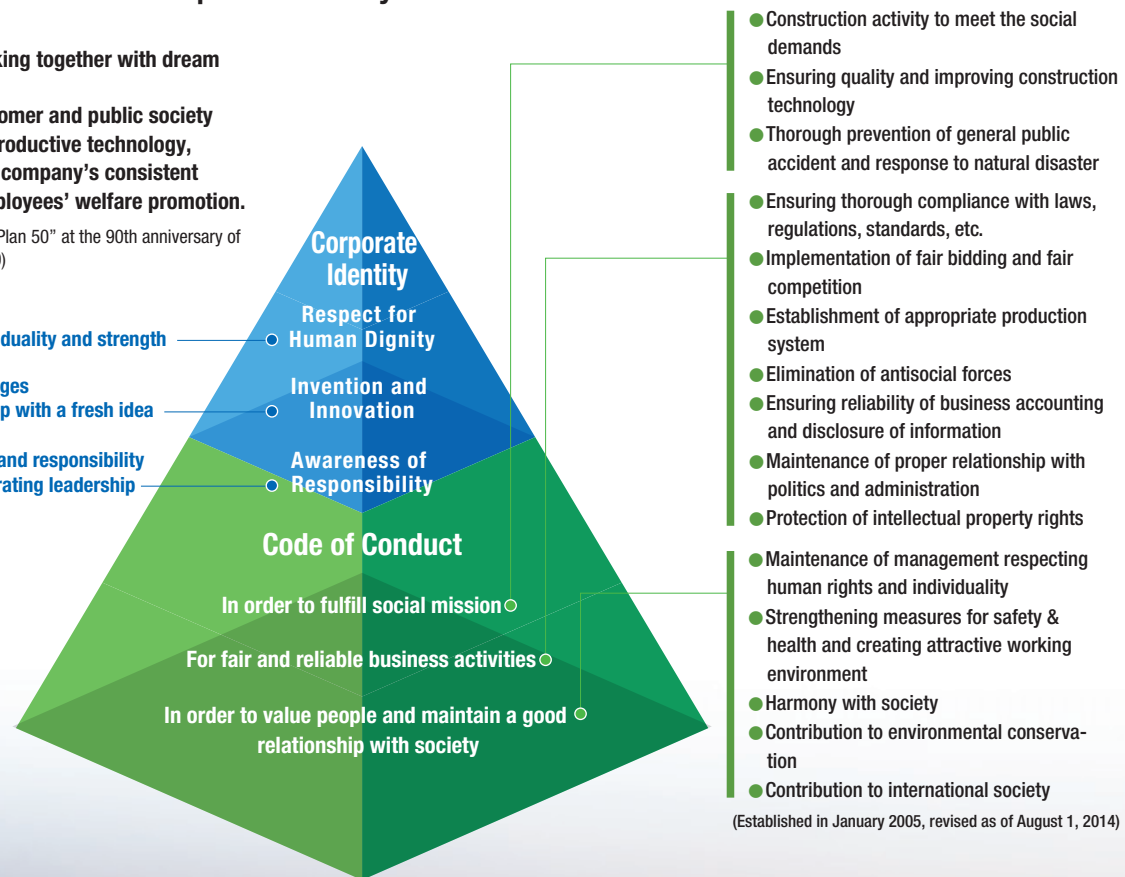 king together with dream
omer and public society
roductive technology,
company's consistent
ployees' welfare promotion.
Plan 50" at the 90th anniversary of
duality and strength
ges
p with a fresh idea
and responsibility
rating leadership
Corporate
Identity
Respect for
Human Dignity
Invention and
Innovation
Awareness of
Responsibility
Code of Conduct
In order to fulfill social mission
For fair and reliable business activities
In order to value people and maintain a good
relationship with society
Construction activity to meet the social
demands
Ensuring quality and improving construction
technology
Thorough prevention of general public
accident and response to natural disaster
Ensuring thorough compliance with laws,
regulations, standards, etc.
Implementation of fair bidding and fair
competition
Establishment of appropriate production
system
Elimination of antisocial forces
Ensuring reliability of business accounting
and disclosure of information
Maintenance of proper relationship with
politics and administration
Protection of intellectual property rights
Maintenance of management respecting
human rights and individuality
Strengthening measures for safety &
health and creating attractive working
environment
Harmony with society
Contribution to environmental conserva-
tion
Contribution to international society
(Established in January 2005, revised as of August 1, 2014)